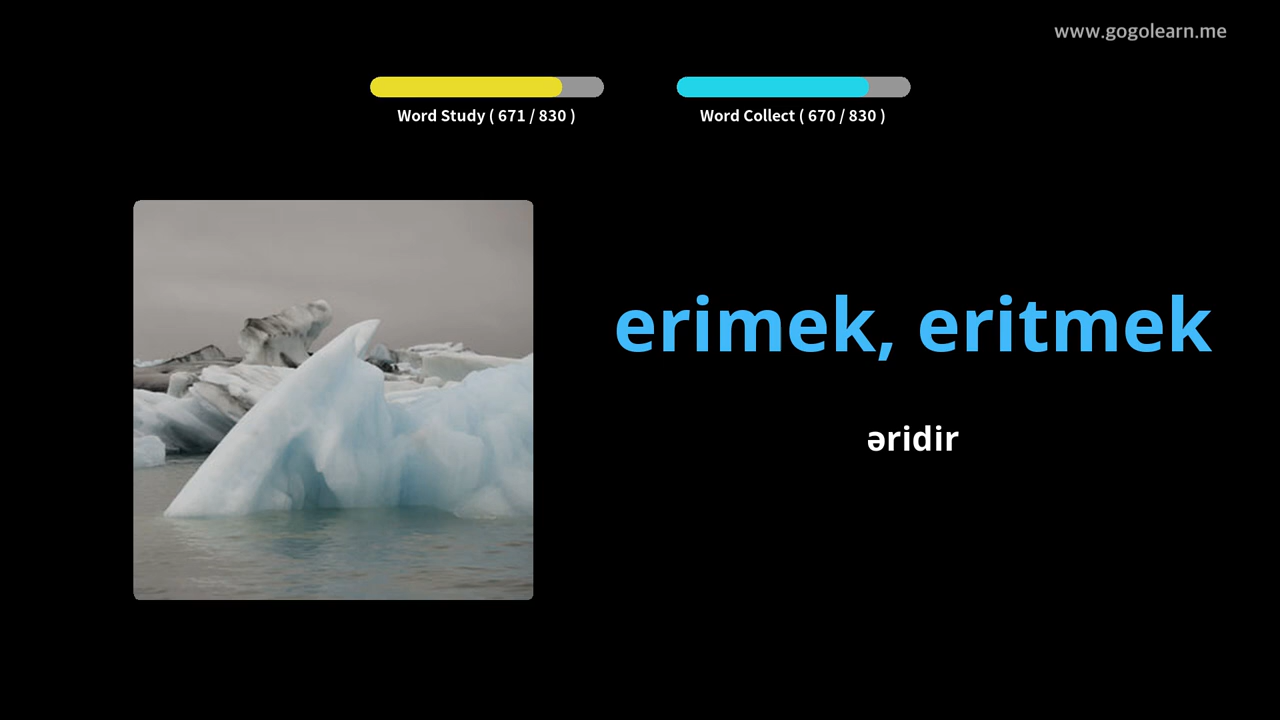 www.gogolearn.me
Word Study ( 671 / 830 )
Word Collect ( 670 / 830 )
erimek, eritmek
əridir